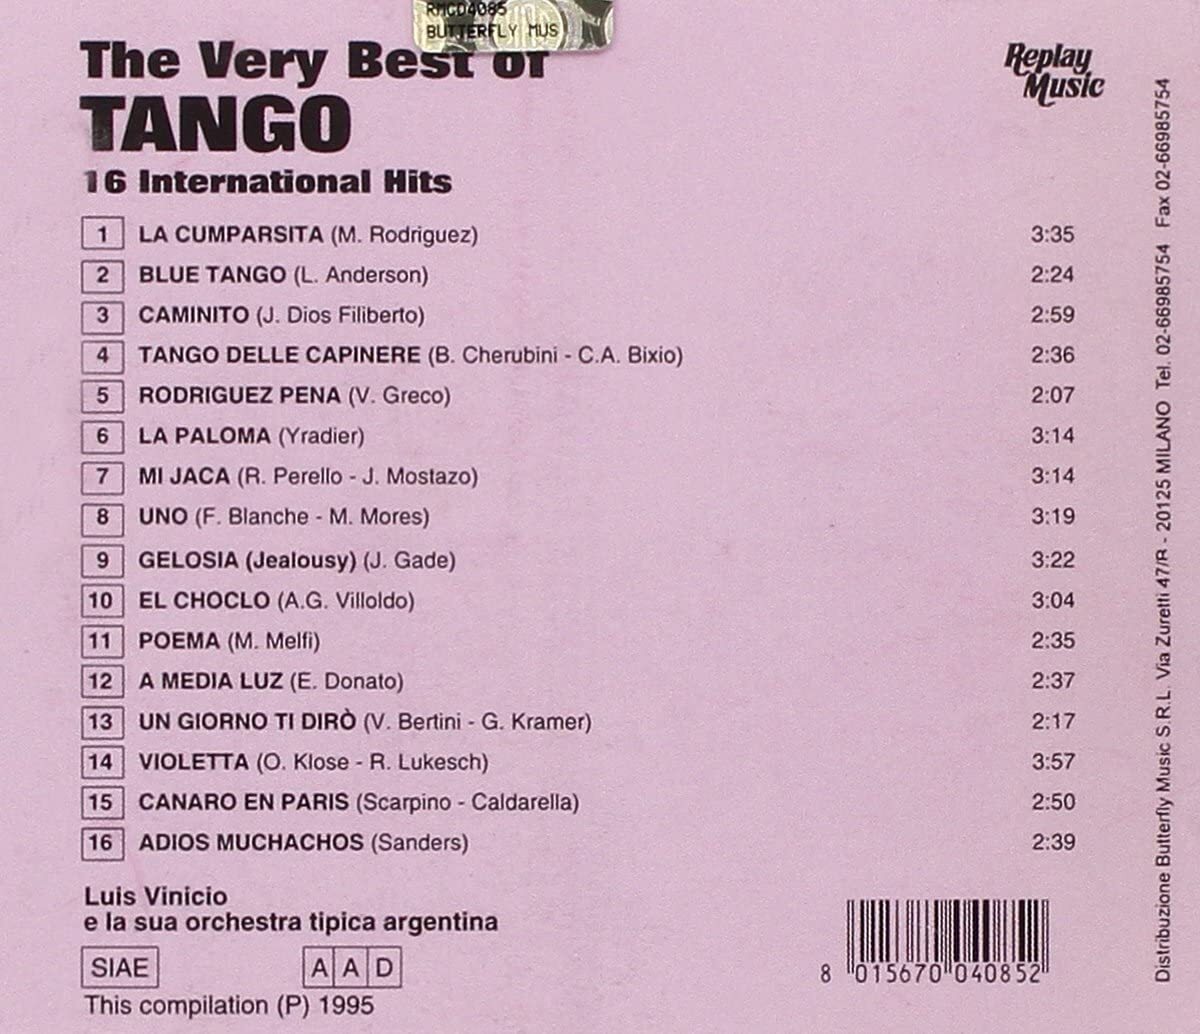 RMCD4085
BUTTERFLY MUS
The Very Best of
TANGO
16 International Hits
Replay
Music
1 LA CUMPARSITA (M. Rodriguez) 3:35
2 BLUE TANGO (L. Anderson) 2:24
3 CAMINITO (J. Dios Filiberto) 2:59
4 TANGO DELLE CAPINERE (B. Cherubini - C.A. Bixio) 2:36
5 RODRIGUEZ PENA (V. Greco) 2:07
6 LA PALOMA (Yradier) 3:14
7 MI JACA (R. Perello - J. Mostazo) 3:14
8 UNO (F. Blanche - M. Mores) 3:19
9 GELOSIA (Jealousy) (J. Gade) 3:22
10 EL CHOCLO (A.G. Villoldo) 3:04
11 POEMA (M. Melfi) 2:35
12 A MEDIA LUZ (E. Donato) 2:37
13 UN GIORNO TI DIRÒ (V. Bertini - G. Kramer) 2:17
14 VIOLETTA (O. Klose - R. Lukesch) 3:57
15 CANARO EN PARIS (Scarpino - Caldarella) 2:50
16 ADIOS MUCHACHOS (Sanders) 2:39
Luis Vinicio
e la sua orchestra tipica argentina
SIAE AAD
This compilation (P) 1995
8 015670 040852
Distribuzione Butterfly Music S.R.L. Via Zuretti 47/R - 20125 MILANO Tel. 02-66985754 Fax 02-66985754